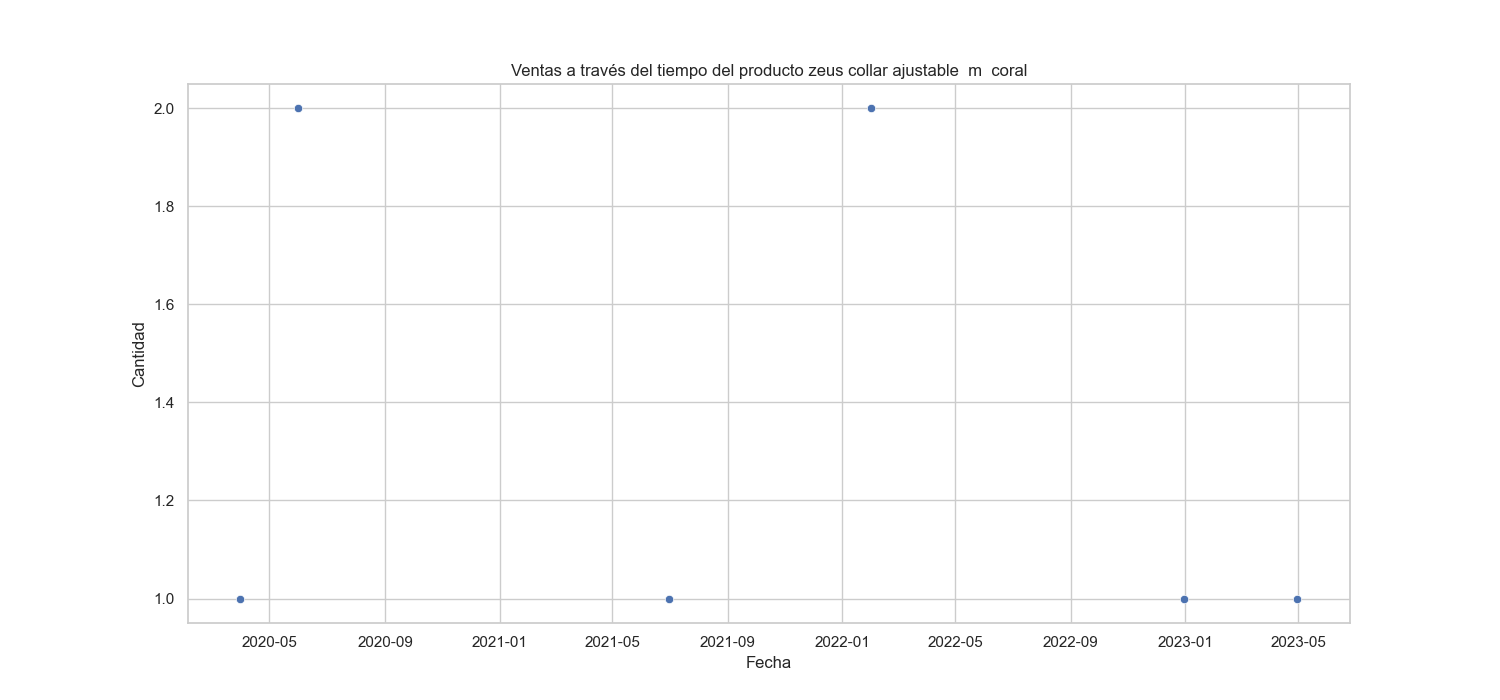 Ventas a través del tiempo del producto zeus collar ajustable  m  coral
2.0
1.8
1.6
1.4
1.2
1.0
Cantidad
2020-05 2020-09 2021-01 2021-05 2021-09 2022-01 2022-05 2022-09 2023-01 2023-05
Fecha